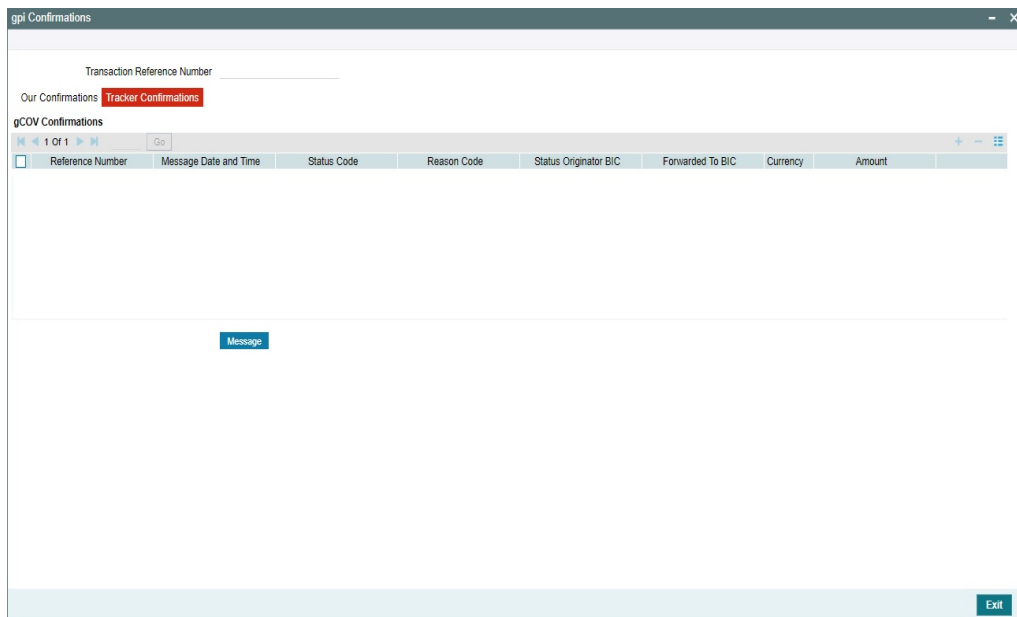 gpi Confirmations
Transaction Reference Number
Our Confirmations Tracker Confirmations
gCOV Confirmations
1 Of 1 Go
Reference Number Message Date and Time Status Code Reason Code Status Originator BIC Forwarded To BIC Currency Amount
Message
Exit